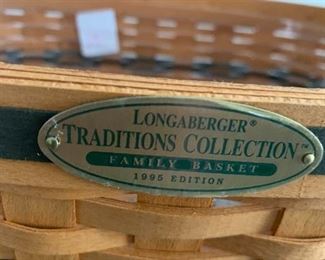 LONGABERGER®
TRADITIONS COLLECTION™
FAMILY BASKET
1995 EDITION